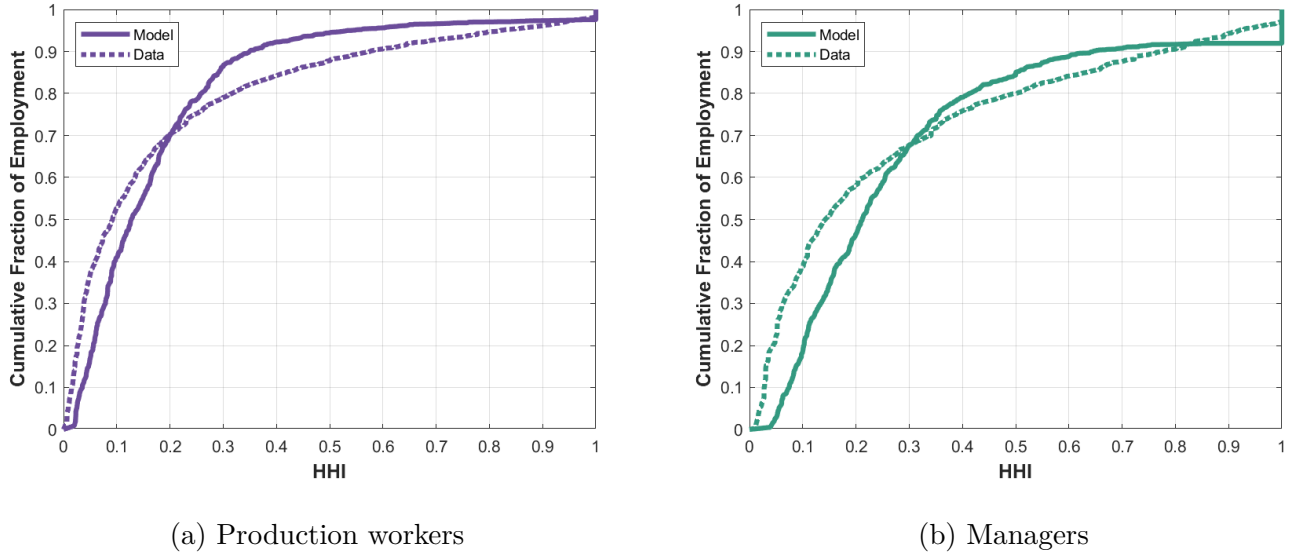 Model
Data
Cumulative Fraction of Employment
1
0.9
0.8
0.7
0.6
0.5
0.4
0.3
0.2
0.1
0
0 0.1 0.2 0.3 0.4 0.5 0.6 0.7 0.8 0.9 1
HHI
(a) Production workers
Model
Data
Cumulative Fraction of Employment
1
0.9
0.8
0.7
0.6
0.5
0.4
0.3
0.2
0.1
0
0 0.1 0.2 0.3 0.4 0.5 0.6 0.7 0.8 0.9 1
HHI
(b) Managers